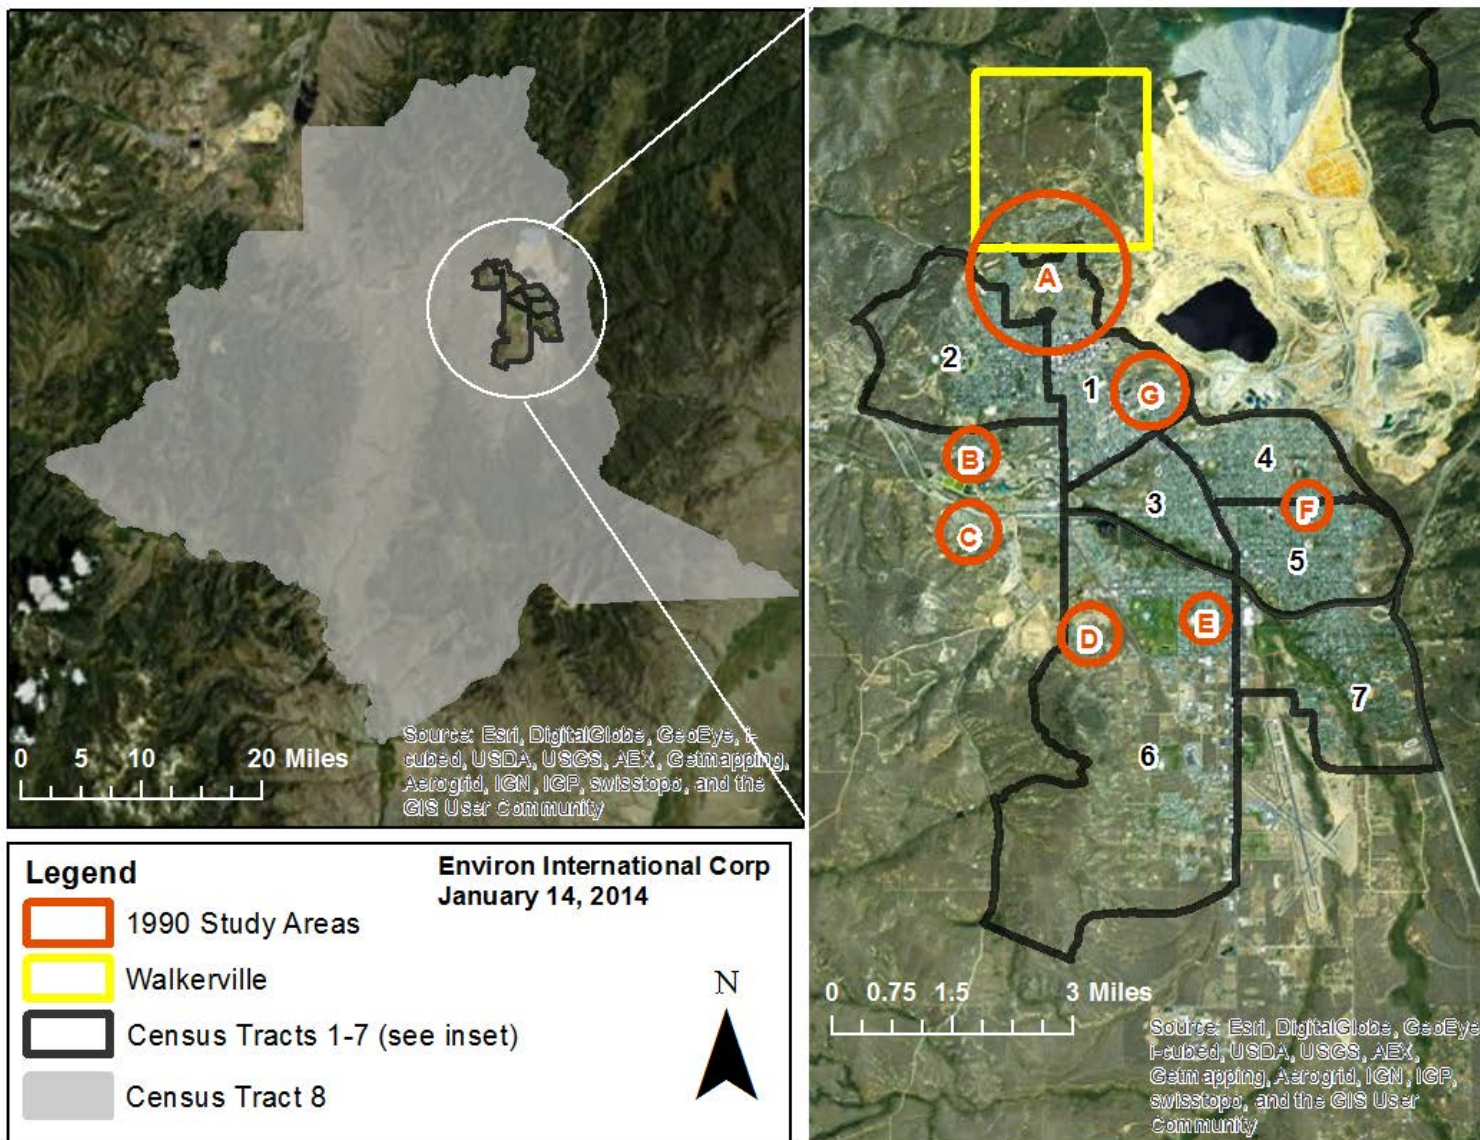 0 5 10 20 Miles
Source: Esri, DigitalGlobe, GeoEye, i-
cubed, USDA, USGS, AEX, Getmapping,
Aerogrid, IGN, IGP, swisstopo, and the
GIS User Community
Legend
Environ International Corp
January 14, 2014
1990 Study Areas
Walkerville
Census Tracts 1-7 (see inset)
Census Tract 8
N
A
2
1
G
B
4
3
F
C
5
E
D
7
6
0 0.75 1.5 3 Miles
Source: Esri, DigitalGlobe, GeoEye
i-cubed, USDA, USGS, AEX,
Getmapping, Aerogrid, IGN, IGP,
swisstopo, and the GIS User
Community